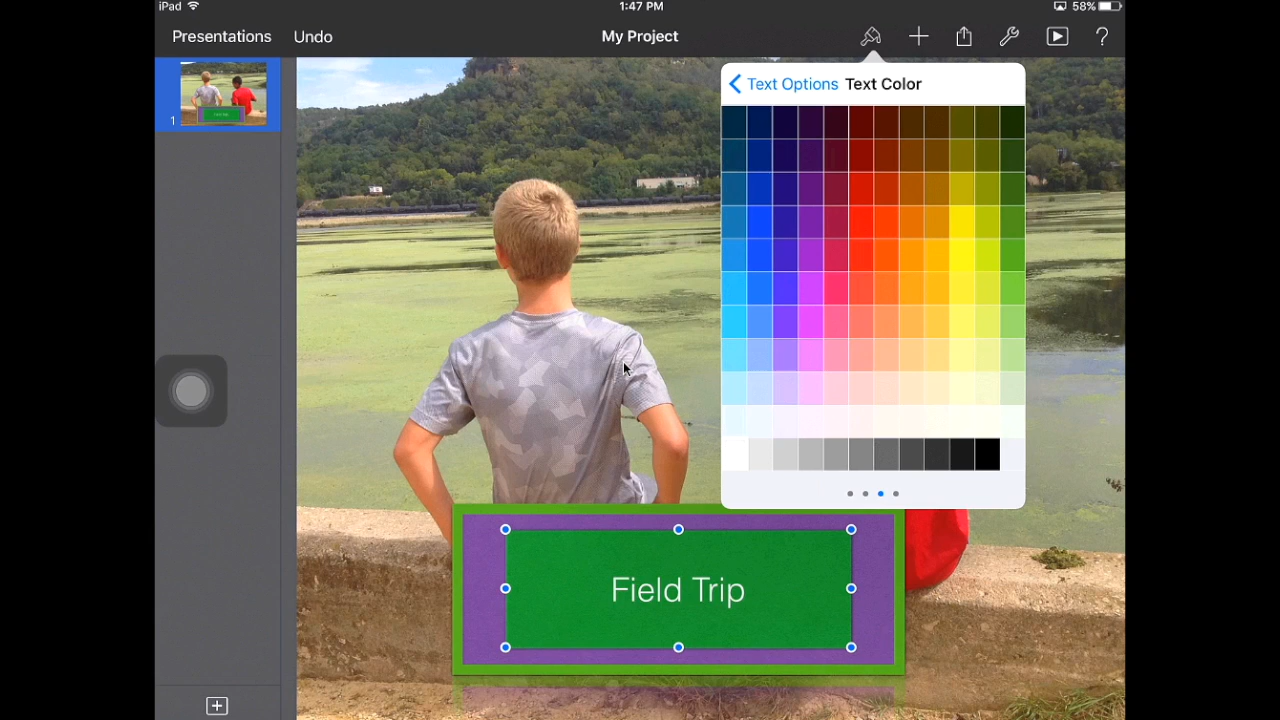 iPad 1:47 PM 58%
Presentations Undo My Project ?
Text Options Text Color
1
Field Trip